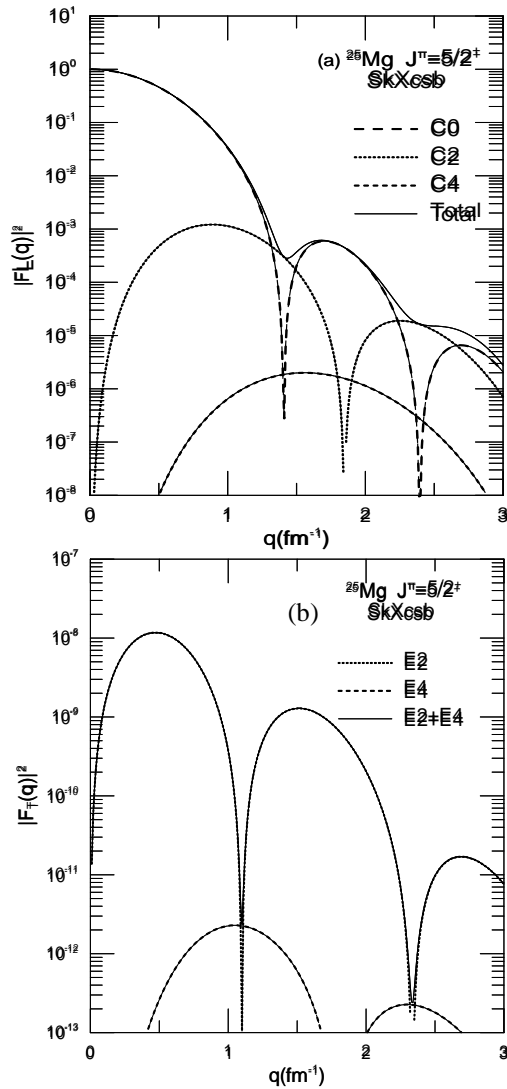 (a) ²⁵Mg Jᵖ=5/2⁺
SkXcsb
C0
C2
C4
Total
|F_L(q)|²
10¹
10⁰
10⁻¹
10⁻²
10⁻³
10⁻⁴
10⁻⁵
10⁻⁶
10⁻⁷
10⁻⁸
0 1 2 3
q(fm⁻¹)
(b) ²⁵Mg Jᵖ=5/2⁺
SkXcsb
E2
E4
E2+E4
|F_T(q)|²
10⁻⁷
10⁻⁸
10⁻⁹
10⁻¹⁰
10⁻¹¹
10⁻¹²
10⁻¹³
0 1 2 3
q(fm⁻¹)